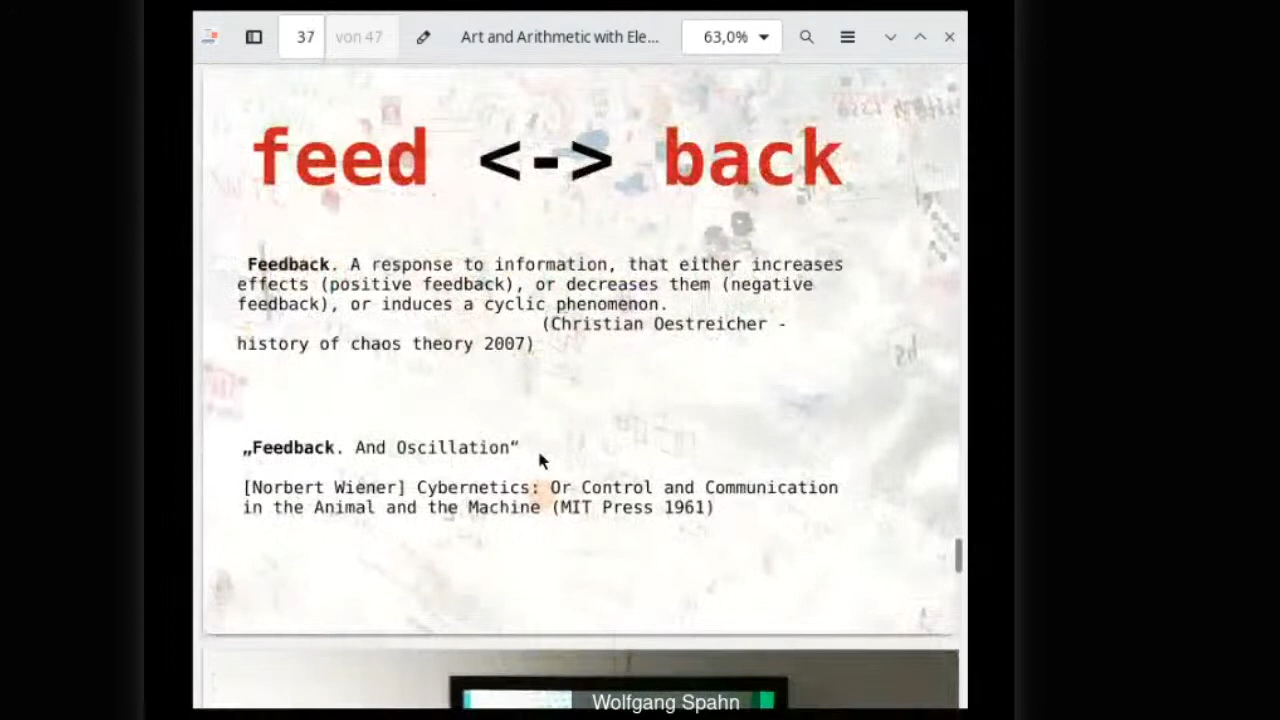 37 von 47 Art and Arithmetic with Ele... 63,0%
feed <-> back
Feedback. A response to information, that either increases
effects (positive feedback), or decreases them (negative
feedback), or induces a cyclic phenomenon.
(Christian Oestreicher -
history of chaos theory 2007)
„Feedback. And Oscillation“
[Norbert Wiener] Cybernetics: Or Control and Communication
in the Animal and the Machine (MIT Press 1961)
Wolfgang Spahn